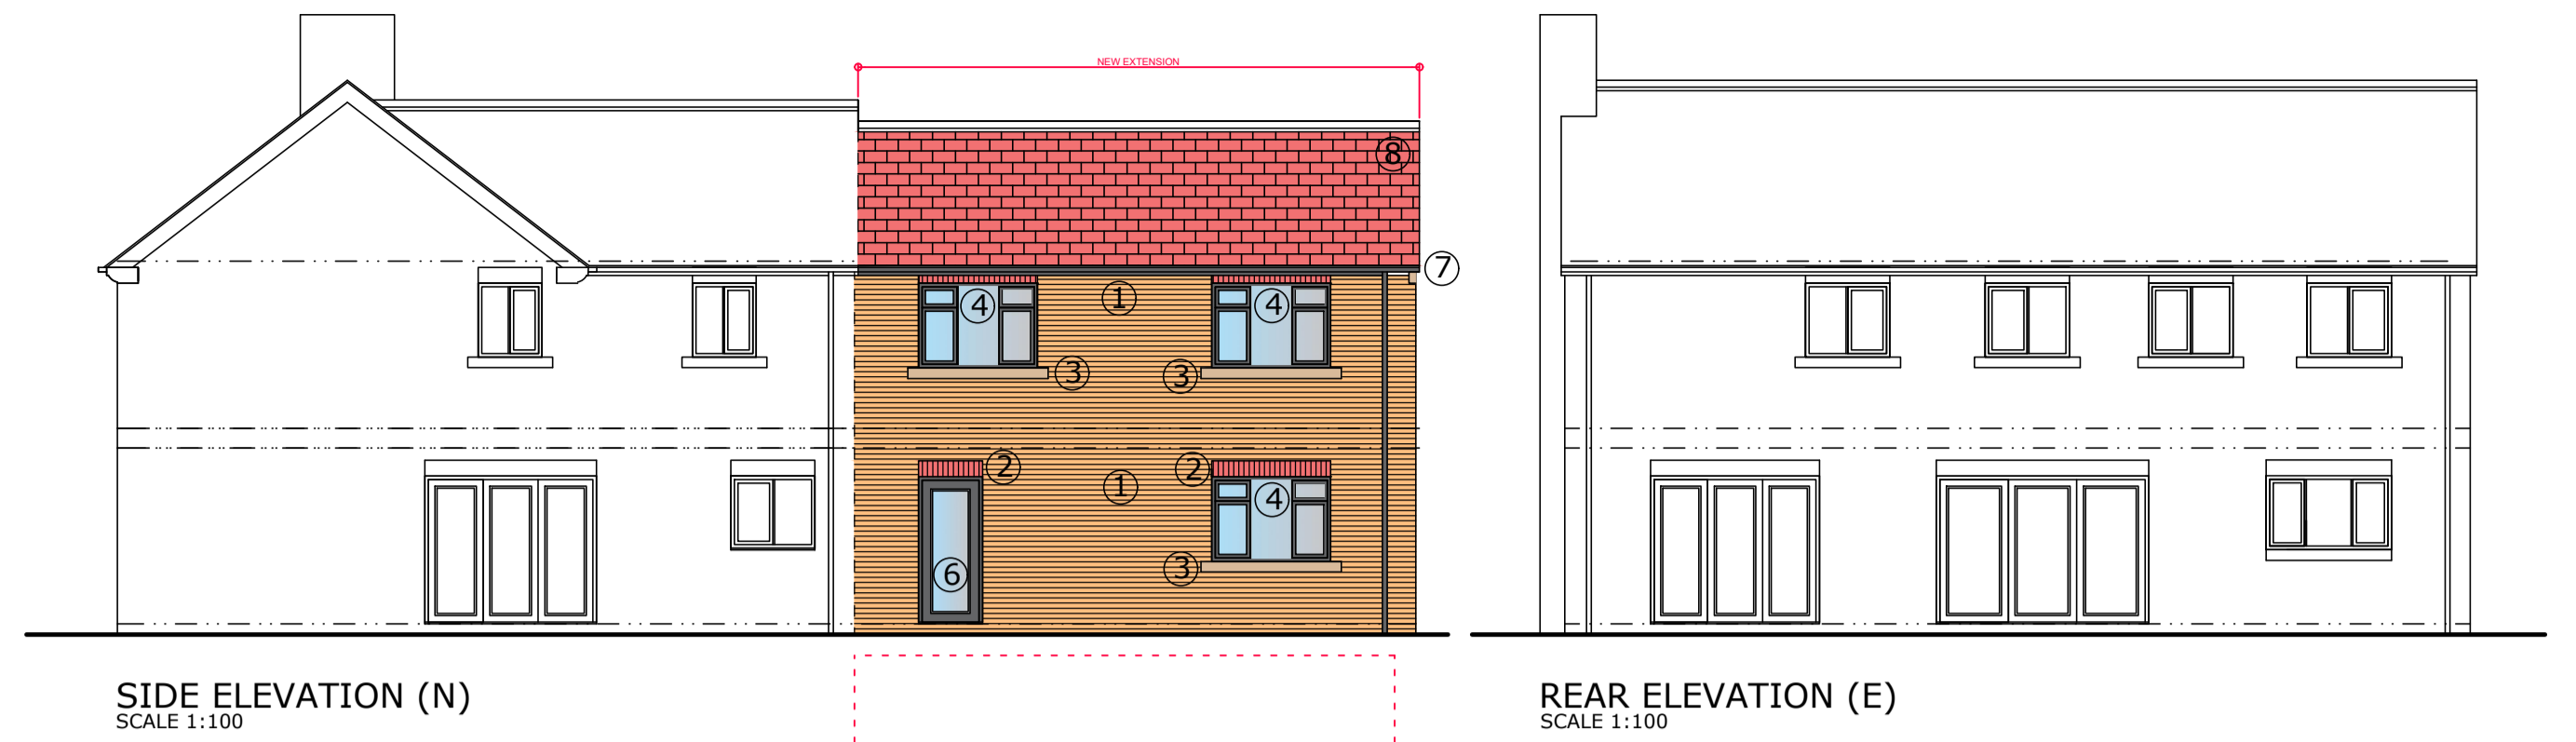 NEW EXTENSION
8
7
4
1
4
3
3
2
1
2
4
6
3
SIDE ELEVATION (N)
SCALE 1:100
REAR ELEVATION (E)
SCALE 1:100